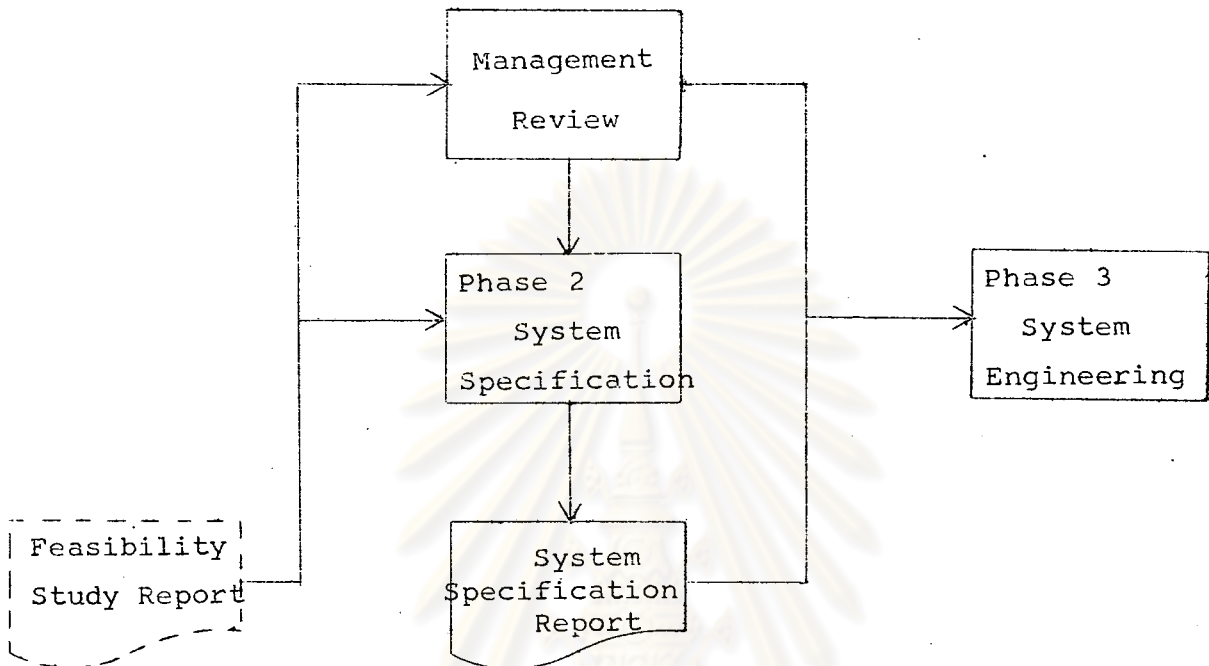 Management
Review
Phase 2
System
Specification
Phase 3
System
Engineering
Feasibility
Study Report
System
Specification
Report